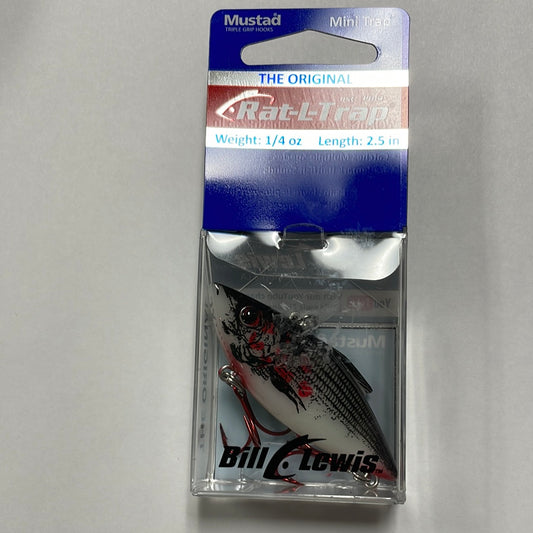 Mustad
TRIPLE GRIP HOOKS
Mini Trap
THE ORIGINAL
Rat-L-Trap
Weight: 1/4 oz Length: 2.5 in
Mustad
Bill Lewis